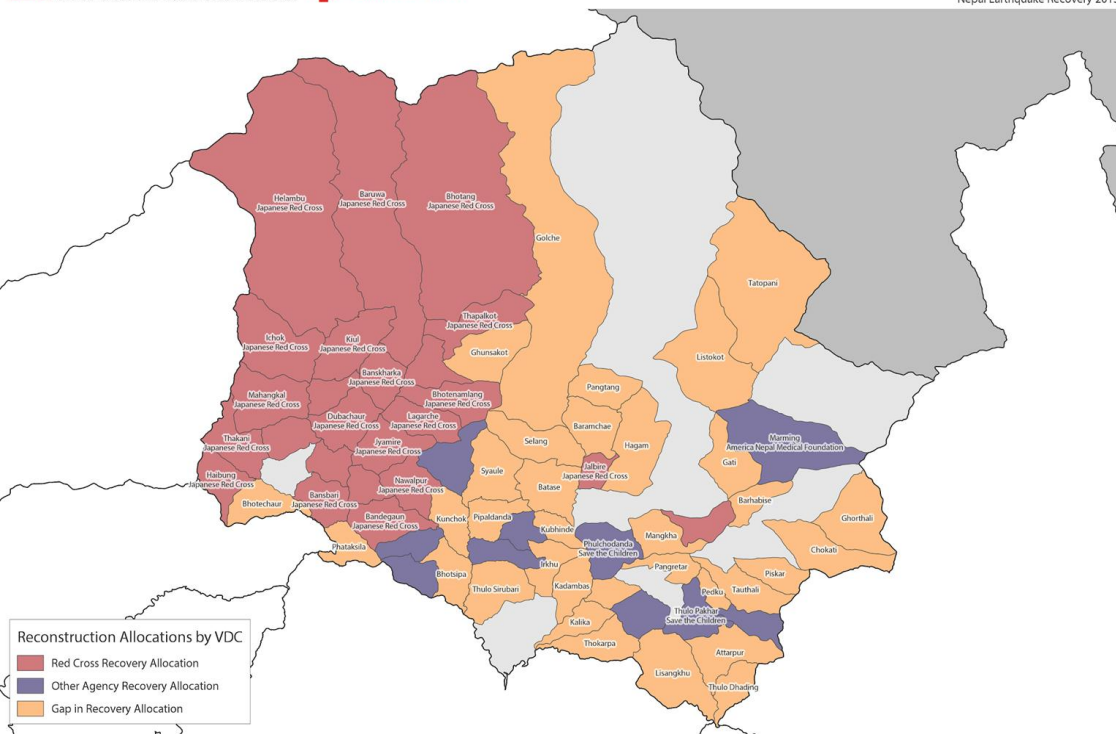 Nepal Earthquake Recovery 201
Helambu
Japanese Red Cross
Baruwa
Japanese Red Cross
Bhotang
Japanese Red Cross
Golche
Tatopani
Thapalkot
Japanese Red Cross
Ichok
Japanese Red Cross
Kiul
Japanese Red Cross
Ghunsakot
Listokot
Banskharka
Japanese Red Cross
Pangtang
Mahangkal
Japanese Red Cross
Bhotenamlang
Japanese Red Cross
Dubachaur
Japanese Red Cross
Lagarche
Japanese Red Cross
Baramchae
Thakani
Japanese Red Cross
Jyamire
Japanese Red Cross
Selang
Hagam
Marming
America Nepal Medical Foundation
Haibung
Japanese Red Cross
Nawalpur
Japanese Red Cross
Syaule
Jalbire
Japanese Red Cross
Gati
Batase
Bhotechaur
Bansbari
Japanese Red Cross
Barhabise
Bandegaun
Japanese Red Cross
Kunchok
Pipaldanda
Kubhinde
Mangkha
Ghorthali
Phataksila
Phulchodanda
Save the Children
Chokati
Bhotsipa
Irkhu
Pangretar
Piskar
Thulo Sirubari
Kadambas
Pedku
Tauthali
Thulo Pakhar
Save the Children
Kalika
Thokarpa
Attarpur
Lisangkhu
Thulo Dhading
Reconstruction Allocations by VDC
Red Cross Recovery Allocation
Other Agency Recovery Allocation
Gap in Recovery Allocation